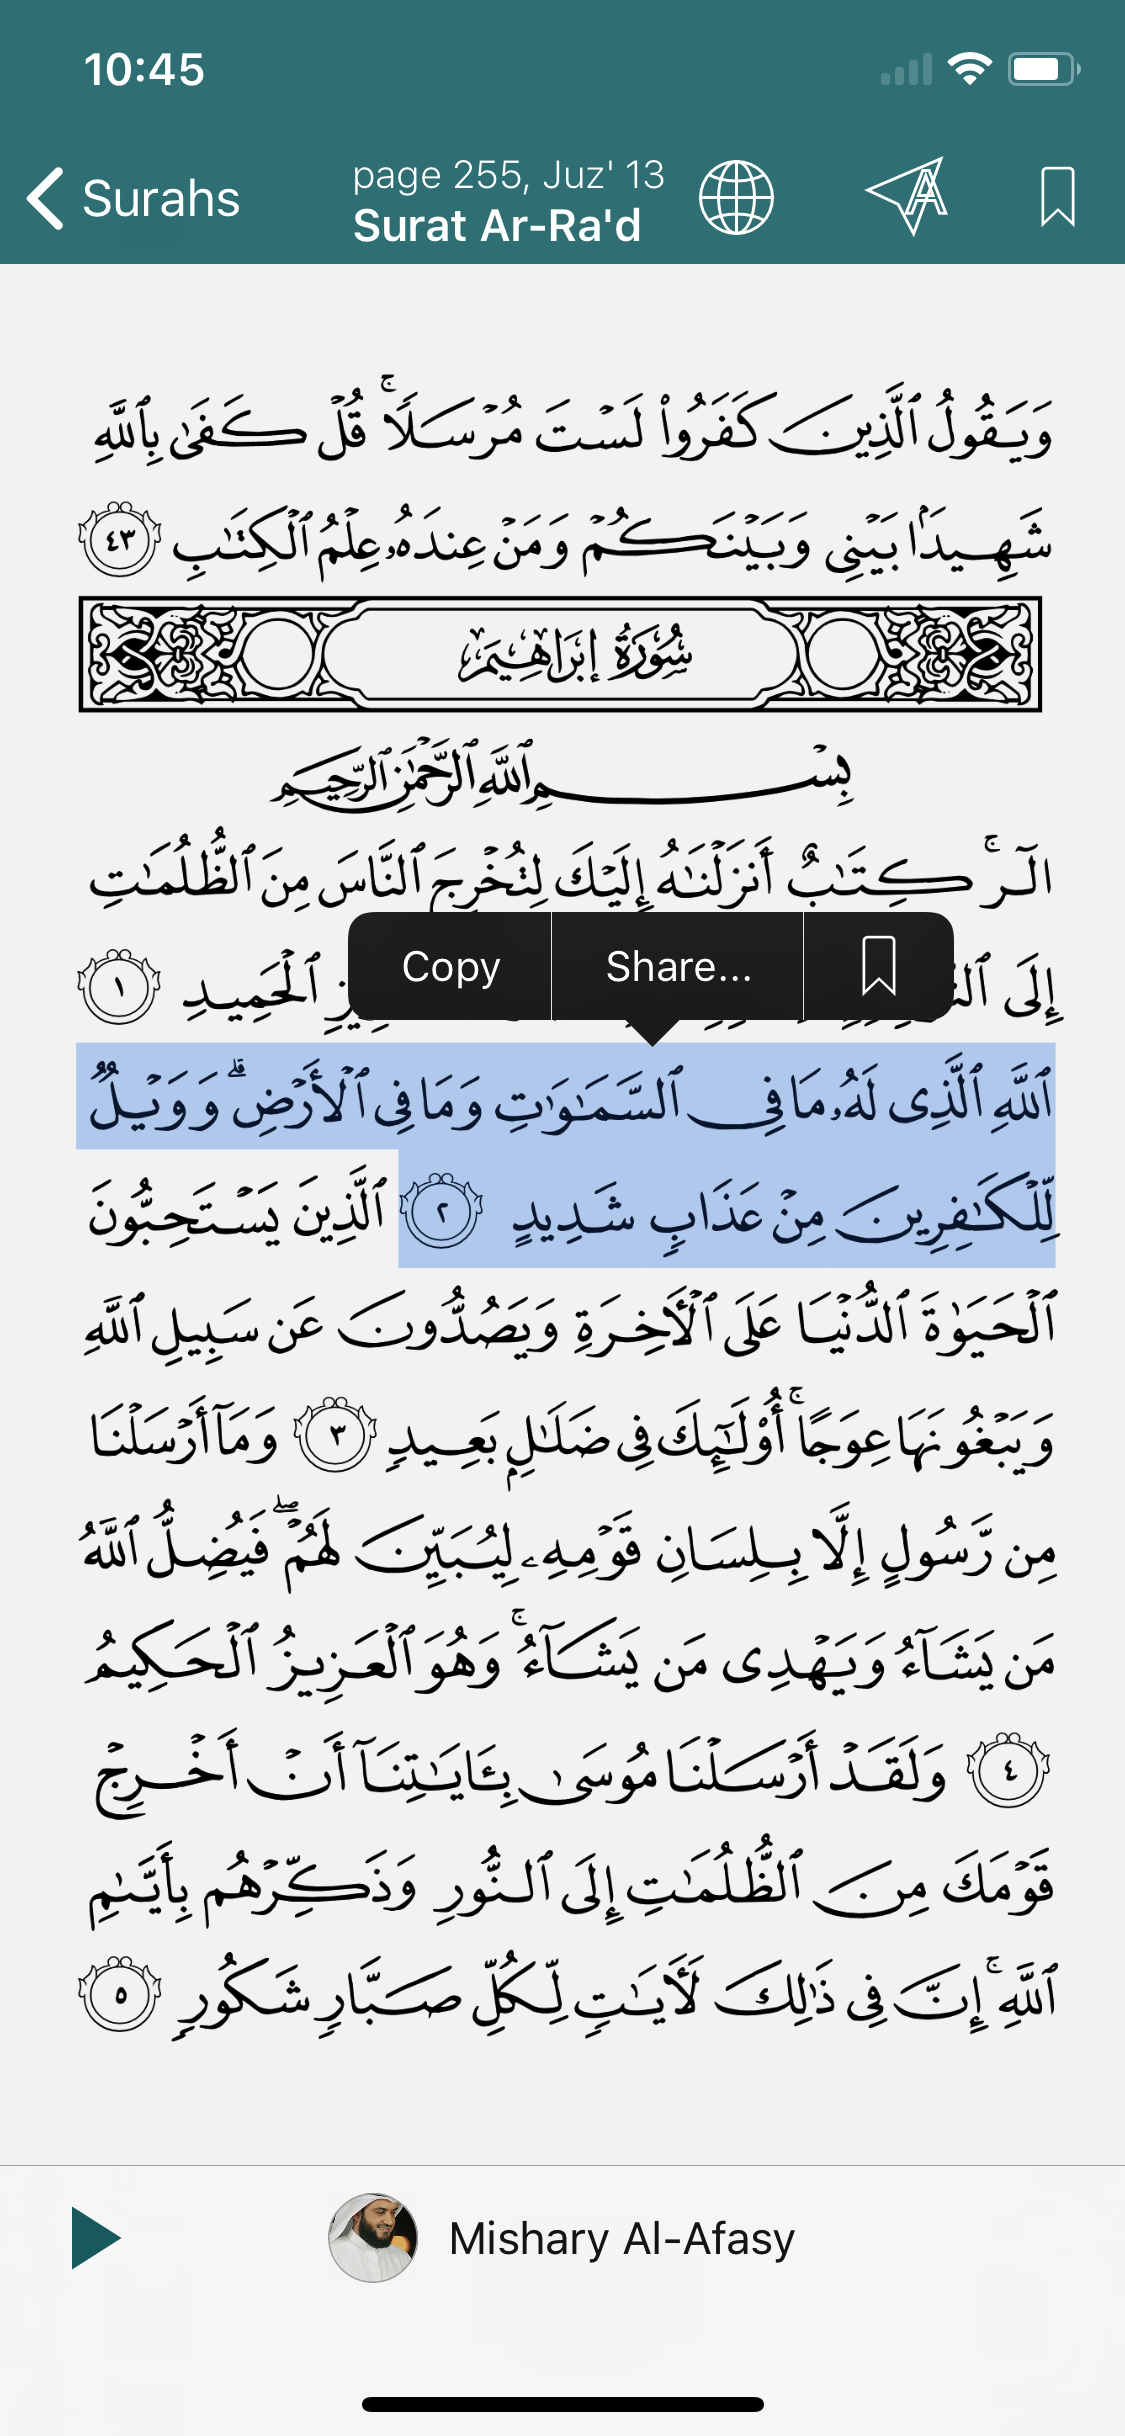 10:45
Surahs
page 255, Juz' 13
Surat Ar-Ra'd
وَيَقُولُ ٱلَّذِينَ كَفَرُوا۟ لَسْتَ مُرْسَلًا ۚ قُلْ كَفَىٰ بِٱللَّهِ
شَهِيدًۢا بَيْنِى وَبَيْنَكُمْ وَمَنْ عِندَهُۥ عِلْمُ ٱلْكِتَٰبِ ٤٣
سُورَةُ إِبْرَاهِيمَ
بِسْمِ ٱللَّهِ ٱلرَّحْمَٰنِ ٱلرَّحِيمِ
الٓر ۚ كِتَٰبٌ أَنزَلْنَٰهُ إِلَيْكَ لِتُخْرِجَ ٱلنَّاسَ مِنَ ٱلظُّلُمَٰتِ
Copy
Share...
إِلَى ٱلْحَمِيدِ ١
ٱللَّهِ ٱلَّذِى لَهُۥ مَا فِى ٱلسَّمَٰوَٰتِ وَمَا فِى ٱلْأَرْضِ ۗ وَوَيْلٌ
لِّلْكَٰفِرِينَ مِنْ عَذَابٍ شَدِيدٍ ٢ ٱلَّذِينَ يَسْتَحِبُّونَ
ٱلْحَيَوٰةَ ٱلدُّنْيَا عَلَى ٱلْـَٔاخِرَةِ وَيَصُدُّونَ عَن سَبِيلِ ٱللَّهِ
وَيَبْغُونَهَا عِوَجًا ۚ أُو۟لَٰٓئِكَ فِى ضَلَٰلٍۭ بَعِيدٍ ٣ وَمَآ أَرْسَلْنَا
مِن رَّسُولٍ إِلَّا بِلِسَانِ قَوْمِهِۦ لِيُبَيِّنَ لَهُمْ ۖ فَيُضِلُّ ٱللَّهُ
مَن يَشَآءُ وَيَهْدِى مَن يَشَآءُ ۚ وَهُوَ ٱلْعَزِيزُ ٱلْحَكِيمُ
٤ وَلَقَدْ أَرْسَلْنَا مُوسَىٰ بِـَٔايَٰتِنَآ أَنْ أَخْرِجْ
قَوْمَكَ مِنَ ٱلظُّلُمَٰتِ إِلَى ٱلنُّورِ وَذَكِّرْهُم بِأَيَّىٰمِ
ٱللَّهِ ۚ إِنَّ فِى ذَٰلِكَ لَـَٔايَٰتٍ لِّكُلِّ صَبَّارٍ شَكُورٍ ٥
Mishary Al-Afasy